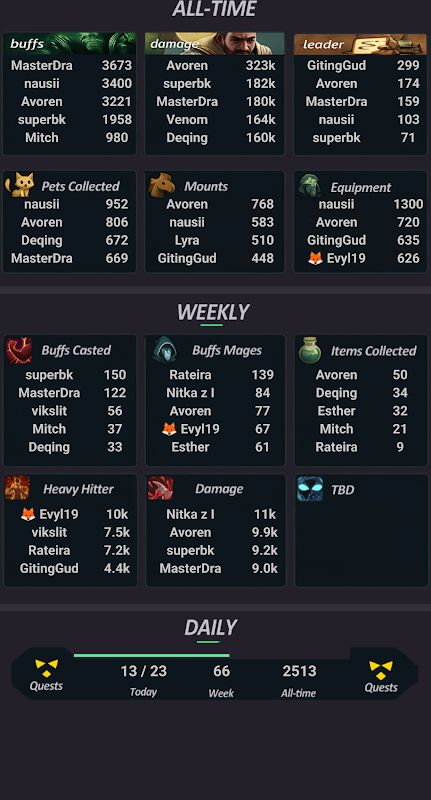 ALL-TIME
buffs
MasterDra 3673
nausii 3400
Avoren 3221
superbk 1958
Mitch 980
damage
Avoren 323k
superbk 182k
MasterDra 180k
Venom 164k
Deqing 160k
leader
GitingGud 299
Avoren 174
MasterDra 159
nausii 103
superbk 71
Pets Collected
nausii 952
Avoren 806
Deqing 672
MasterDra 669
Mounts
Avoren 768
nausii 583
Lyra 510
GitingGud 448
Equipment
nausii 1300
Avoren 720
GitingGud 635
🦊 Evyl19 626
WEEKLY
Buffs Casted
superbk 150
MasterDra 122
vikslit 56
Mitch 37
Deqing 33
Buffs Mages
Rateira 139
Nitka z I 84
Avoren 77
🦊 Evyl19 67
Esther 61
Items Collected
Avoren 50
Deqing 34
Esther 32
Mitch 21
Rateira 9
Heavy Hitter
🦊 Evyl19 10k
vikslit 7.5k
Rateira 7.2k
GitingGud 4.4k
Damage
Nitka z I 11k
Avoren 9.9k
superbk 9.2k
MasterDra 9.0k
TBD
DAILY
Quests
13 / 23
Today
66
Week
2513
All-time
Quests